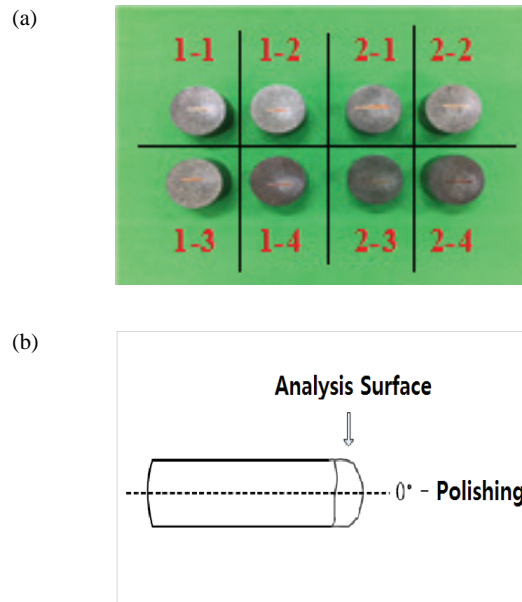 (a)
1-1 1-2 2-1 2-2
1-3 1-4 2-3 2-4
(b)
Analysis Surface
0° - Polishing